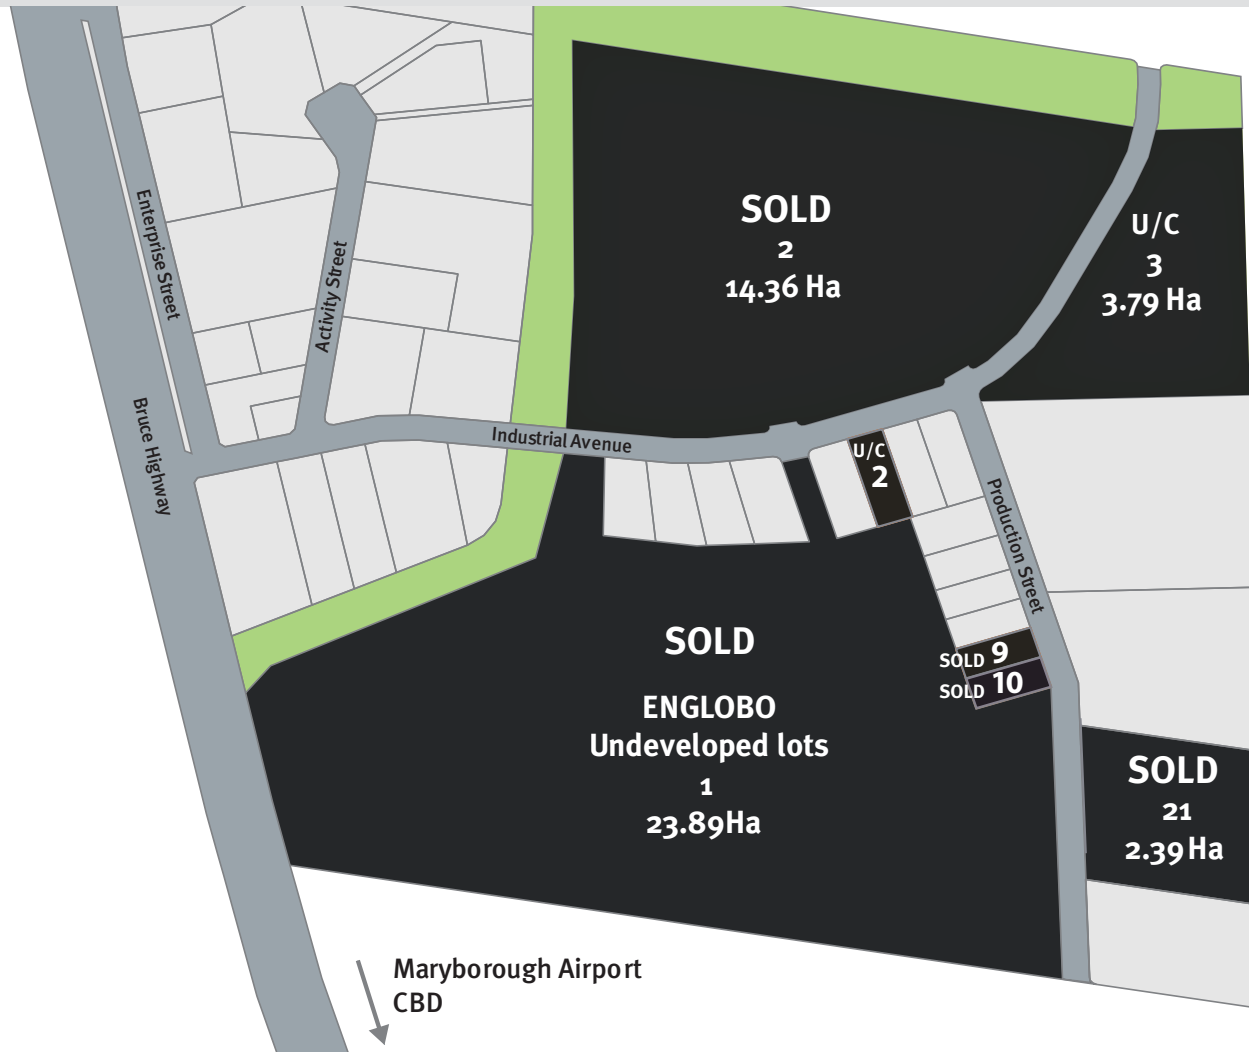 SOLD
2
14.36 Ha
U/C
3
3.79 Ha
Enterprise Street
Activity Street
Bruce Highway
Industrial Avenue
U/C
2
Production Street
SOLD 9
SOLD 10
SOLD
ENGLOBO
Undeveloped lots
1
23.89Ha
SOLD
21
2.39 Ha
Maryborough Airport
CBD